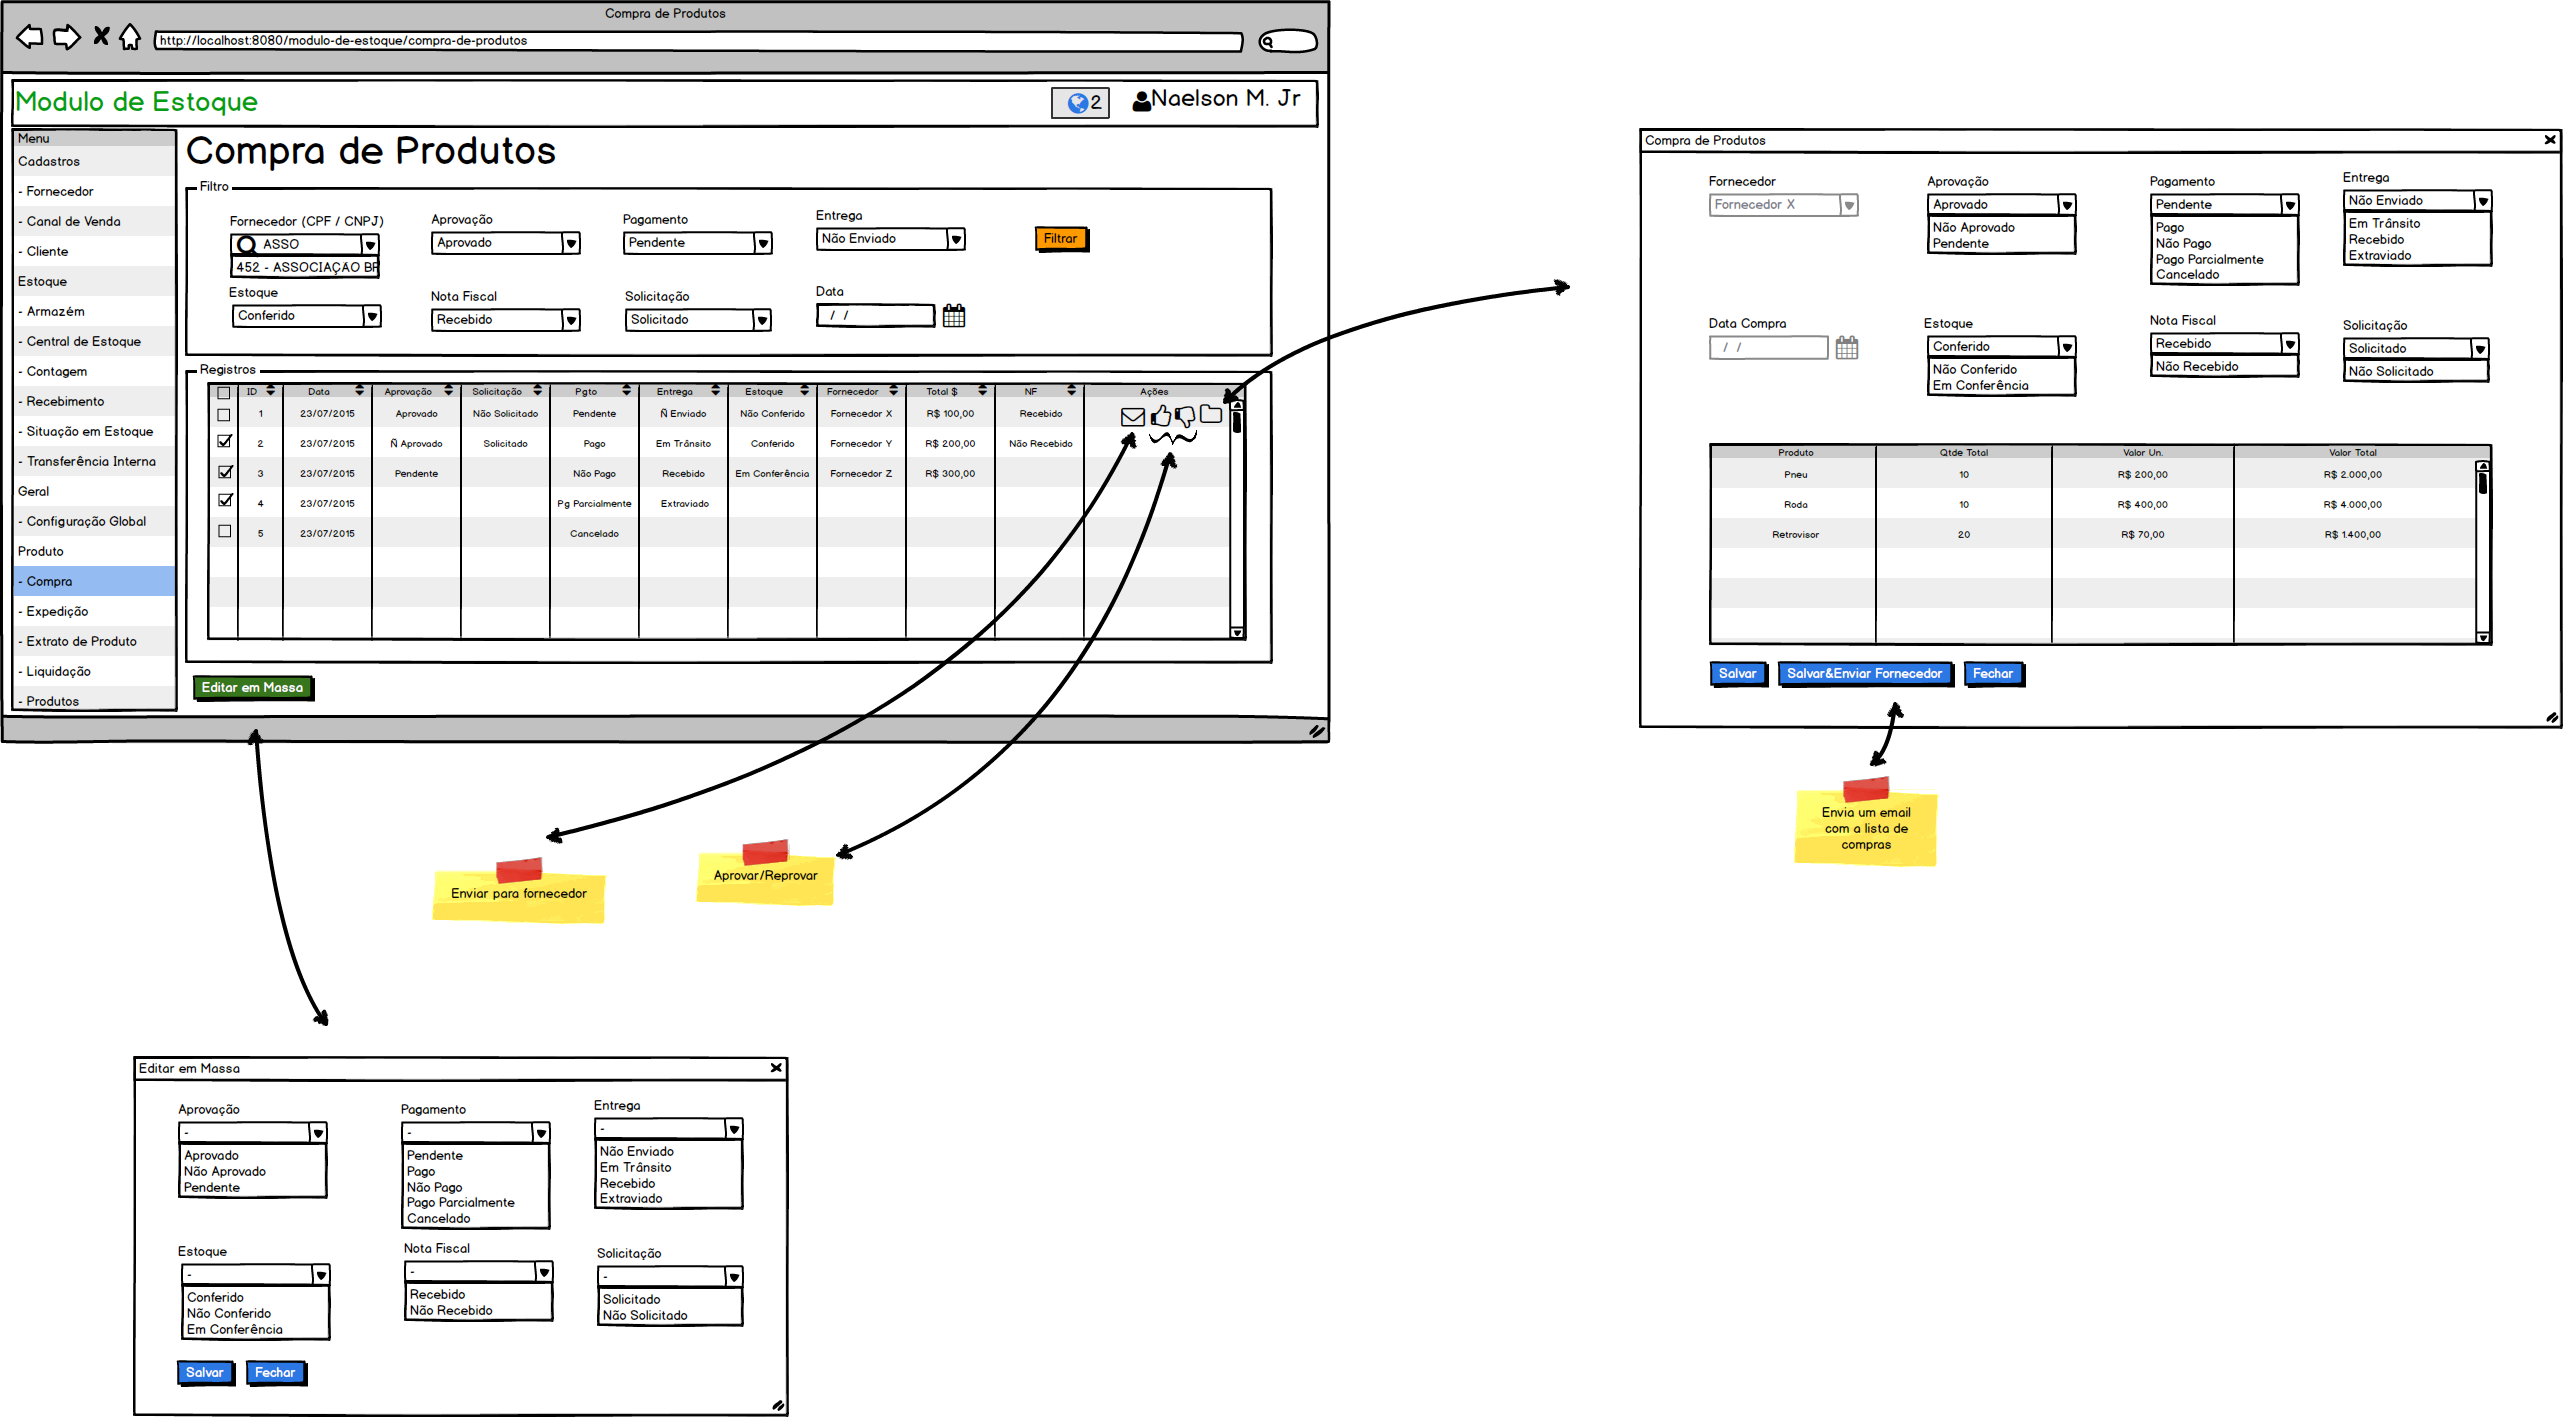 Compra de Produtos
http://localhost:8080/modulo-de-estoque/compra-de-produtos
Modulo de Estoque
2
Naelson M. Jr
Menu
Cadastros
- Fornecedor
- Canal de Venda
- Cliente
Estoque
- Armazém
- Central de Estoque
- Contagem
- Recebimento
- Situação em Estoque
- Transferência Interna
Geral
- Configuração Global
Produto
- Compra
- Expedição
- Extrato de Produto
- Liquidação
- Produtos
Compra de Produtos
Filtro
Fornecedor (CPF / CNPJ) Aprovação Pagamento Entrega
ASSO Aprovado Pendente Não Enviado Filtrar
452 - ASSOCIAÇÃO BR
Estoque Nota Fiscal Solicitação Data
Conferido Recebido Solicitado / /
Registros
ID Data Aprovação Solicitação Pgto Entrega Estoque Fornecedor Total $ NF Ações
1 23/07/2015 Aprovado Não Solicitado Pendente Ñ Enviado Não Conferido Fornecedor X R$ 100,00 Recebido
2 23/07/2015 Ñ Aprovado Solicitado Pago Em Trânsito Conferido Fornecedor Y R$ 200,00 Não Recebido
3 23/07/2015 Pendente Não Pago Recebido Em Conferência Fornecedor Z R$ 300,00
4 23/07/2015 Pg Parcialmente Extraviado
5 23/07/2015 Cancelado
Editar em Massa
Compra de Produtos
Fornecedor Aprovação Pagamento Entrega
Fornecedor X Aprovado Pendente Não Enviado
Não Aprovado Pago Em Trânsito
Pendente Não Pago Recebido
Pago Parcialmente Extraviado
Cancelado
Data Compra Estoque Nota Fiscal Solicitação
/ / Conferido Recebido Solicitado
Não Conferido Não Recebido Não Solicitado
Em Conferência
Produto Qtde Total Valor Un. Valor Total
Pneu 10 R$ 200,00 R$ 2.000,00
Roda 10 R$ 400,00 R$ 4.000,00
Retrovisor 20 R$ 70,00 R$ 1.400,00
Salvar Salvar&Enviar Fornecedor Fechar
Envia um email
com a lista de
compras
Enviar para fornecedor
Aprovar/Reprovar
Editar em Massa
Aprovação Pagamento Entrega
- - -
Aprovado Pendente Não Enviado
Não Aprovado Pago Em Trânsito
Pendente Não Pago Recebido
Pago Parcialmente Extraviado
Cancelado
Estoque Nota Fiscal Solicitação
- - -
Conferido Recebido Solicitado
Não Conferido Não Recebido Não Solicitado
Em Conferência
Salvar Fechar